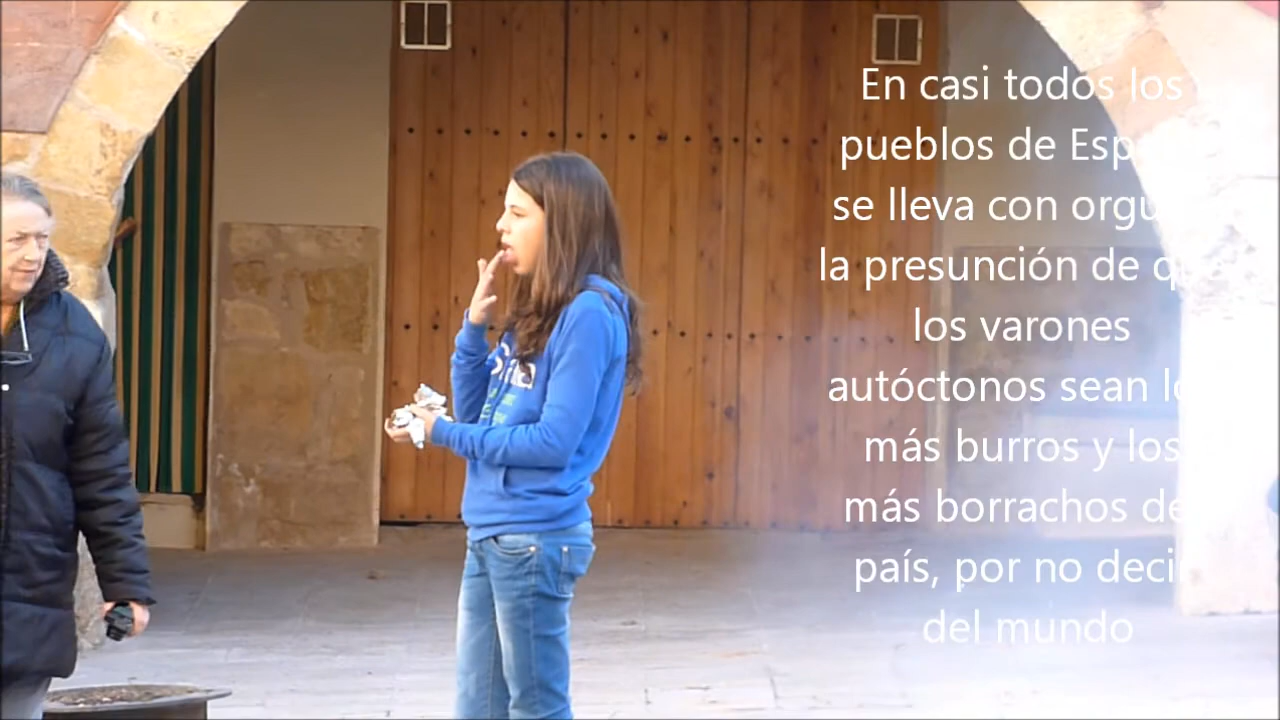 En casi todos los
pueblos de
se lleva con
la presunción de
los varones
autóctonos sean
más burros y los
más borrachos
país, por no
del mundo